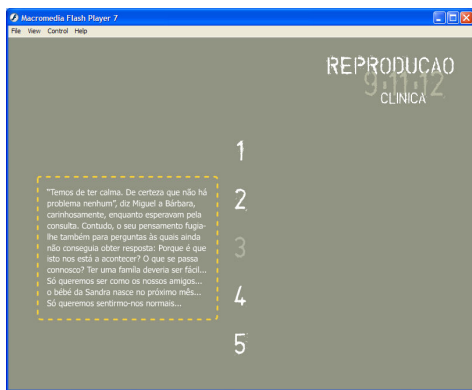 Macromedia Flash Player 7
File View Control Help
REPRODUCAO
9:11:12
CLINICA
1
2
3
4
5
"Temos de ter calma. De certeza que não há
problema nenhum", diz Miguel a Bárbara,
carinhosamente, enquanto esperavam pela
consulta. Contudo, o seu pensamento fugia-
lhe também para perguntas às quais ainda
não conseguia obter resposta: Porque é que
isto nos está a acontecer? O que se passa
connosco? Ter uma famíla deveria ser fácil...
Só queremos ser como os nossos amigos...
o bébé da Sandra nasce no próximo mês...
Só queremos sentirmo-nos normais...